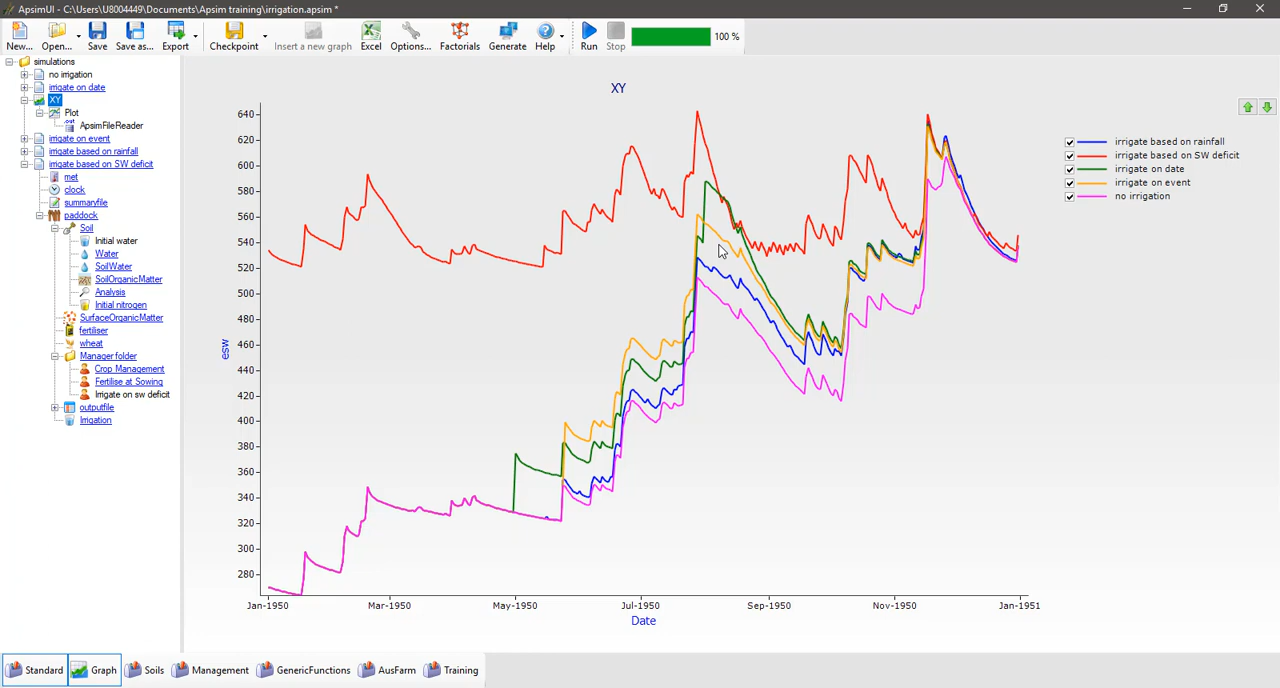 ApsimUI - C:\Users\U8004449\Documents\Apsim training\irrigation.apsim *
New... Open... Save Save as... Export Checkpoint Insert a new graph Excel Options... Factorials Generate Help Run Stop 100 %
simulations
no irrigation
irrigate on date
XY
Plot
ApsimFileReader
irrigate on event
irrigate based on rainfall
irrigate based on SW deficit
met
clock
summaryfile
paddock
Soil
Initial water
Water
SoilWater
SoilOrganicMatter
Analysis
Initial nitrogen
SurfaceOrganicMatter
fertiliser
wheat
Manager folder
Crop Management
Fertilise at Sowing
Irrigate on sw deficit
outputfile
Irrigation
XY
640
620
600
580
560
540
520
500
480
460
440
420
400
380
360
340
320
300
280
esw
Jan-1950 Mar-1950 May-1950 Jul-1950 Sep-1950 Nov-1950 Jan-1951
Date
irrigate based on rainfall
irrigate based on SW deficit
irrigate on date
irrigate on event
no irrigation
Standard Graph Soils Management GenericFunctions AusFarm Training